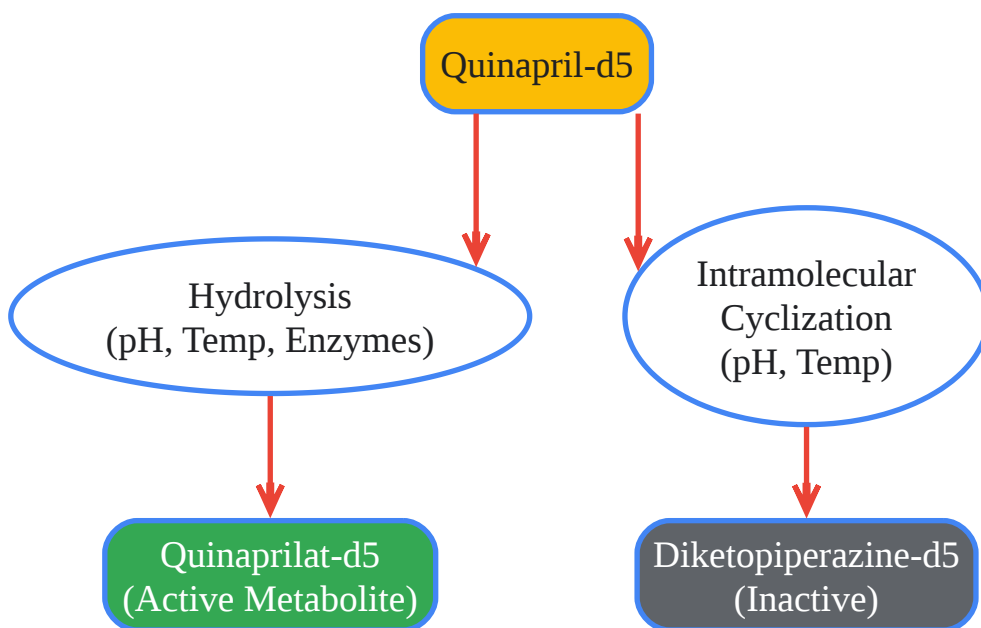 Quinapril-d5
Hydrolysis
(pH, Temp, Enzymes)
Intramolecular
Cyclization
(pH, Temp)
Quinaprilat-d5
(Active Metabolite)
Diketopiperazine-d5
(Inactive)